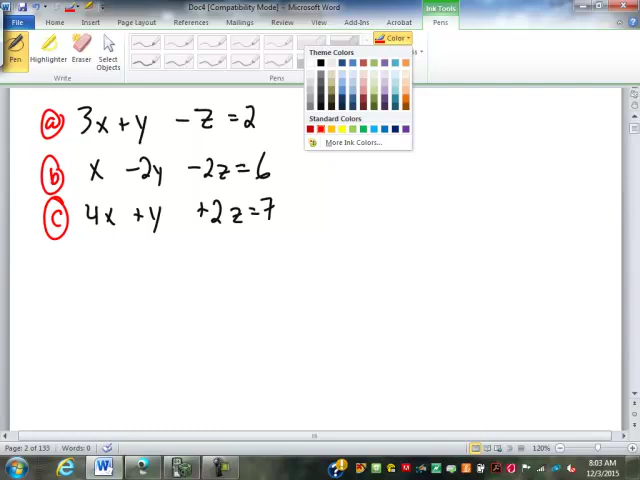 Doc4 [Compatibility Mode] - Microsoft Word
Ink Tools
File Home Insert Page Layout References Mailings Review View Add-Ins Acrobat Pens
Pen Highlighter Eraser Select Objects
Color
Write
Pens
Theme Colors
Standard Colors
More Ink Colors...
a 3x + y - z = 2
b x - 2y - 2z = 6
c 4x + y + 2z = 7
Page: 2 of 133 Words: 0
120%
8:03 AM
12/3/2015